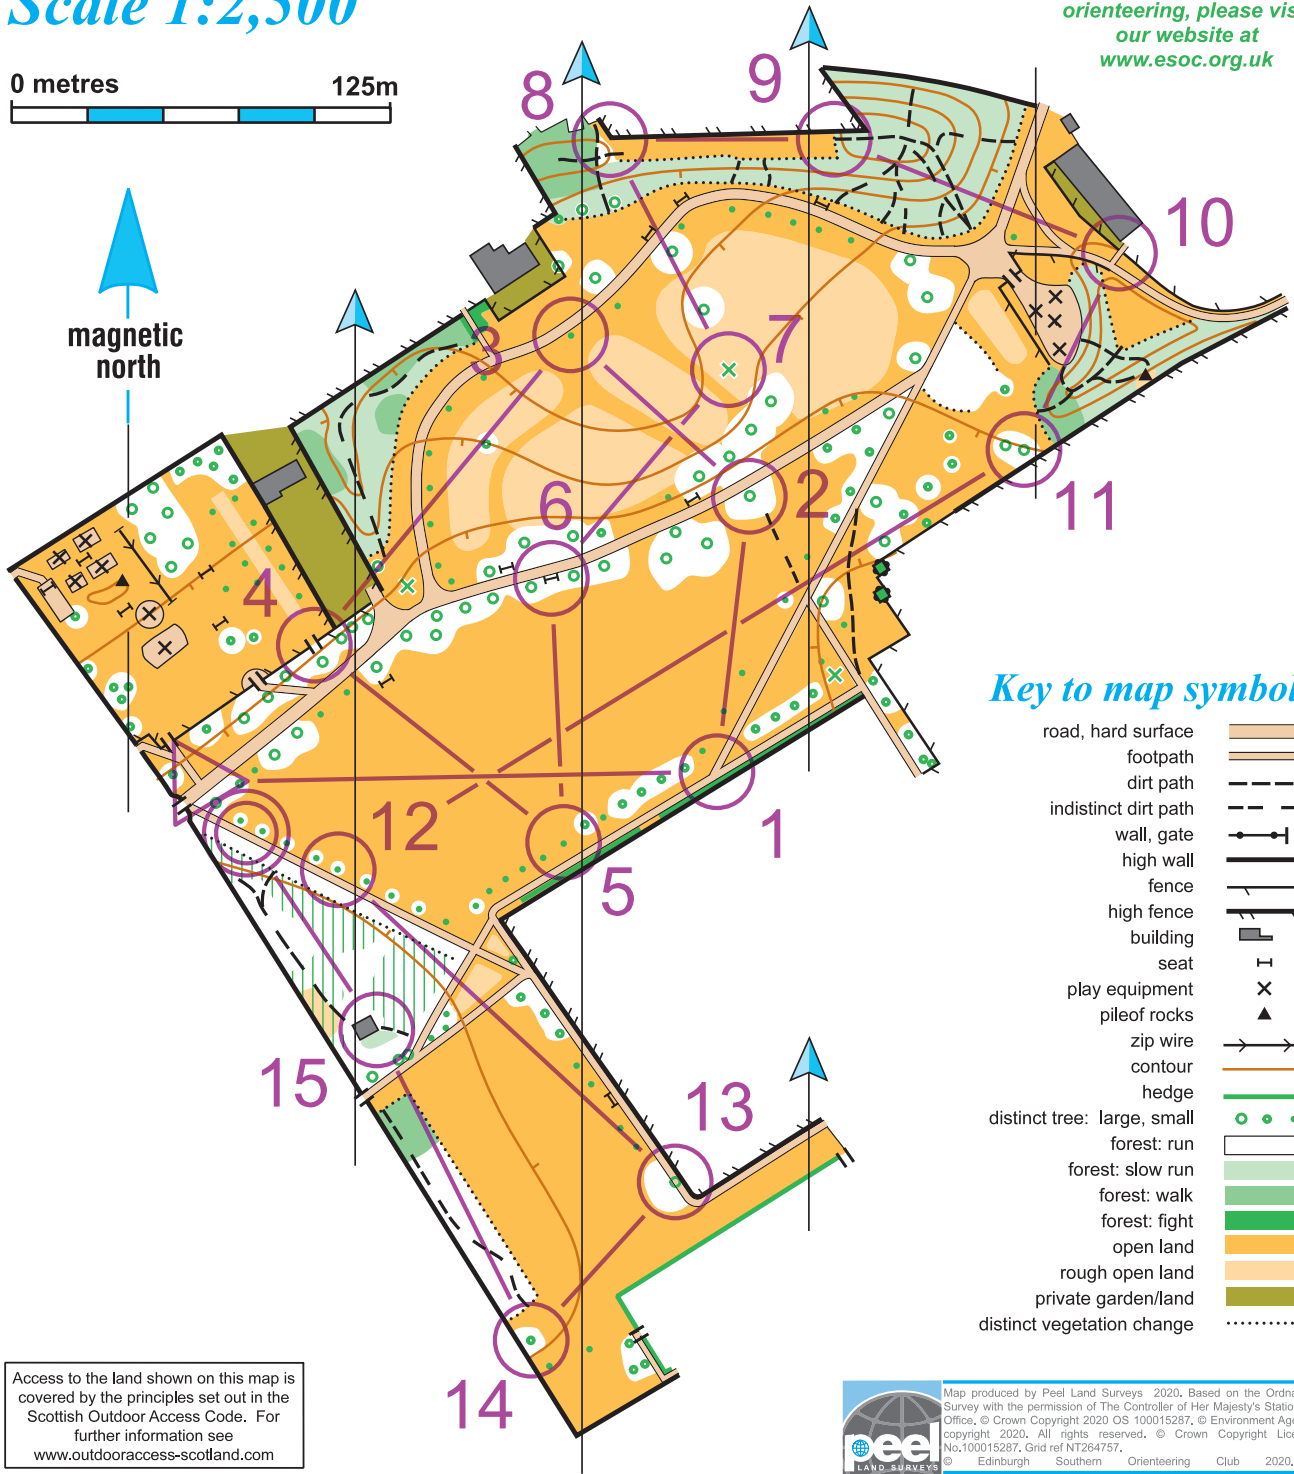 Scale 1:2,500
orienteering, please vis
our website at
www.esoc.org.uk
0 metres 125m
magnetic
north
8
9
10
3
7
2
6
11
4
12
1
5
15
13
14
Key to map symbol
road, hard surface
footpath
dirt path
indistinct dirt path
wall, gate
high wall
fence
high fence
building
seat
play equipment
pileof rocks
zip wire
contour
hedge
distinct tree: large, small
forest: run
forest: slow run
forest: walk
forest: fight
open land
rough open land
private garden/land
distinct vegetation change
Access to the land shown on this map is
covered by the principles set out in the
Scottish Outdoor Access Code. For
further information see
www.outdooraccess-scotland.com
peel
LAND SURVEYS
Map produced by Peel Land Surveys 2020. Based on the Ordna
Survey with the permission of The Controller of Her Majesty's Statio
Office, © Crown Copyright 2020 OS 100015287. © Environment Age
copyright 2020. All rights reserved. © Crown Copyright Lice
No.100015287. Grid ref NT264757.
© Edinburgh Southern Orienteering Club 2020.